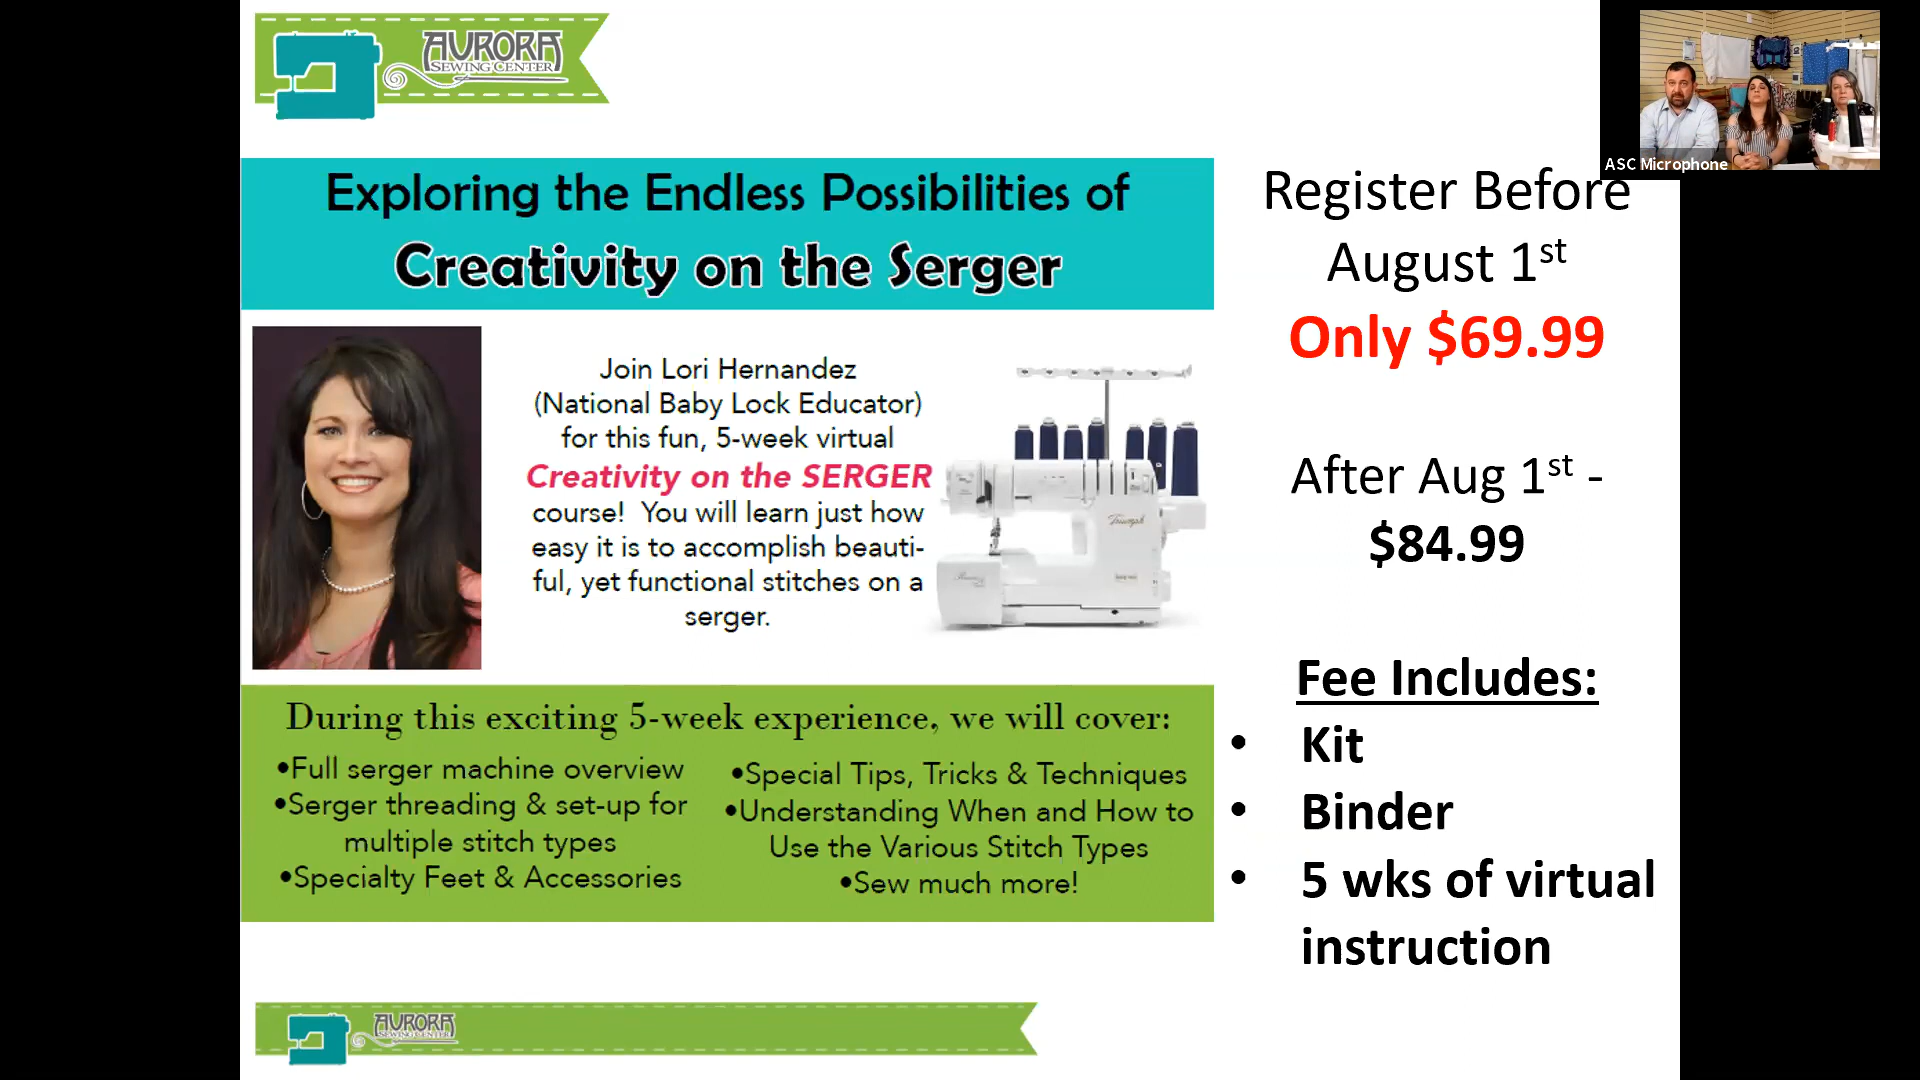 AURORA
SEWING CENTER
ASC Microphone
Exploring the Endless Possibilities of
Creativity on the Serger
Join Lori Hernandez
(National Baby Lock Educator)
for this fun, 5-week virtual
Creativity on the SERGER
course! You will learn just how
easy it is to accomplish beauti-
ful, yet functional stitches on a
serger.
Triumph
During this exciting 5-week experience, we will cover:
•Full serger machine overview
•Serger threading & set-up for
multiple stitch types
•Specialty Feet & Accessories
•Special Tips, Tricks & Techniques
•Understanding When and How to
Use the Various Stitch Types
•Sew much more!
Register Before
August 1st
Only $69.99
After Aug 1st -
$84.99
Fee Includes:
• Kit
• Binder
• 5 wks of virtual
instruction
AURORA
SEWING CENTER